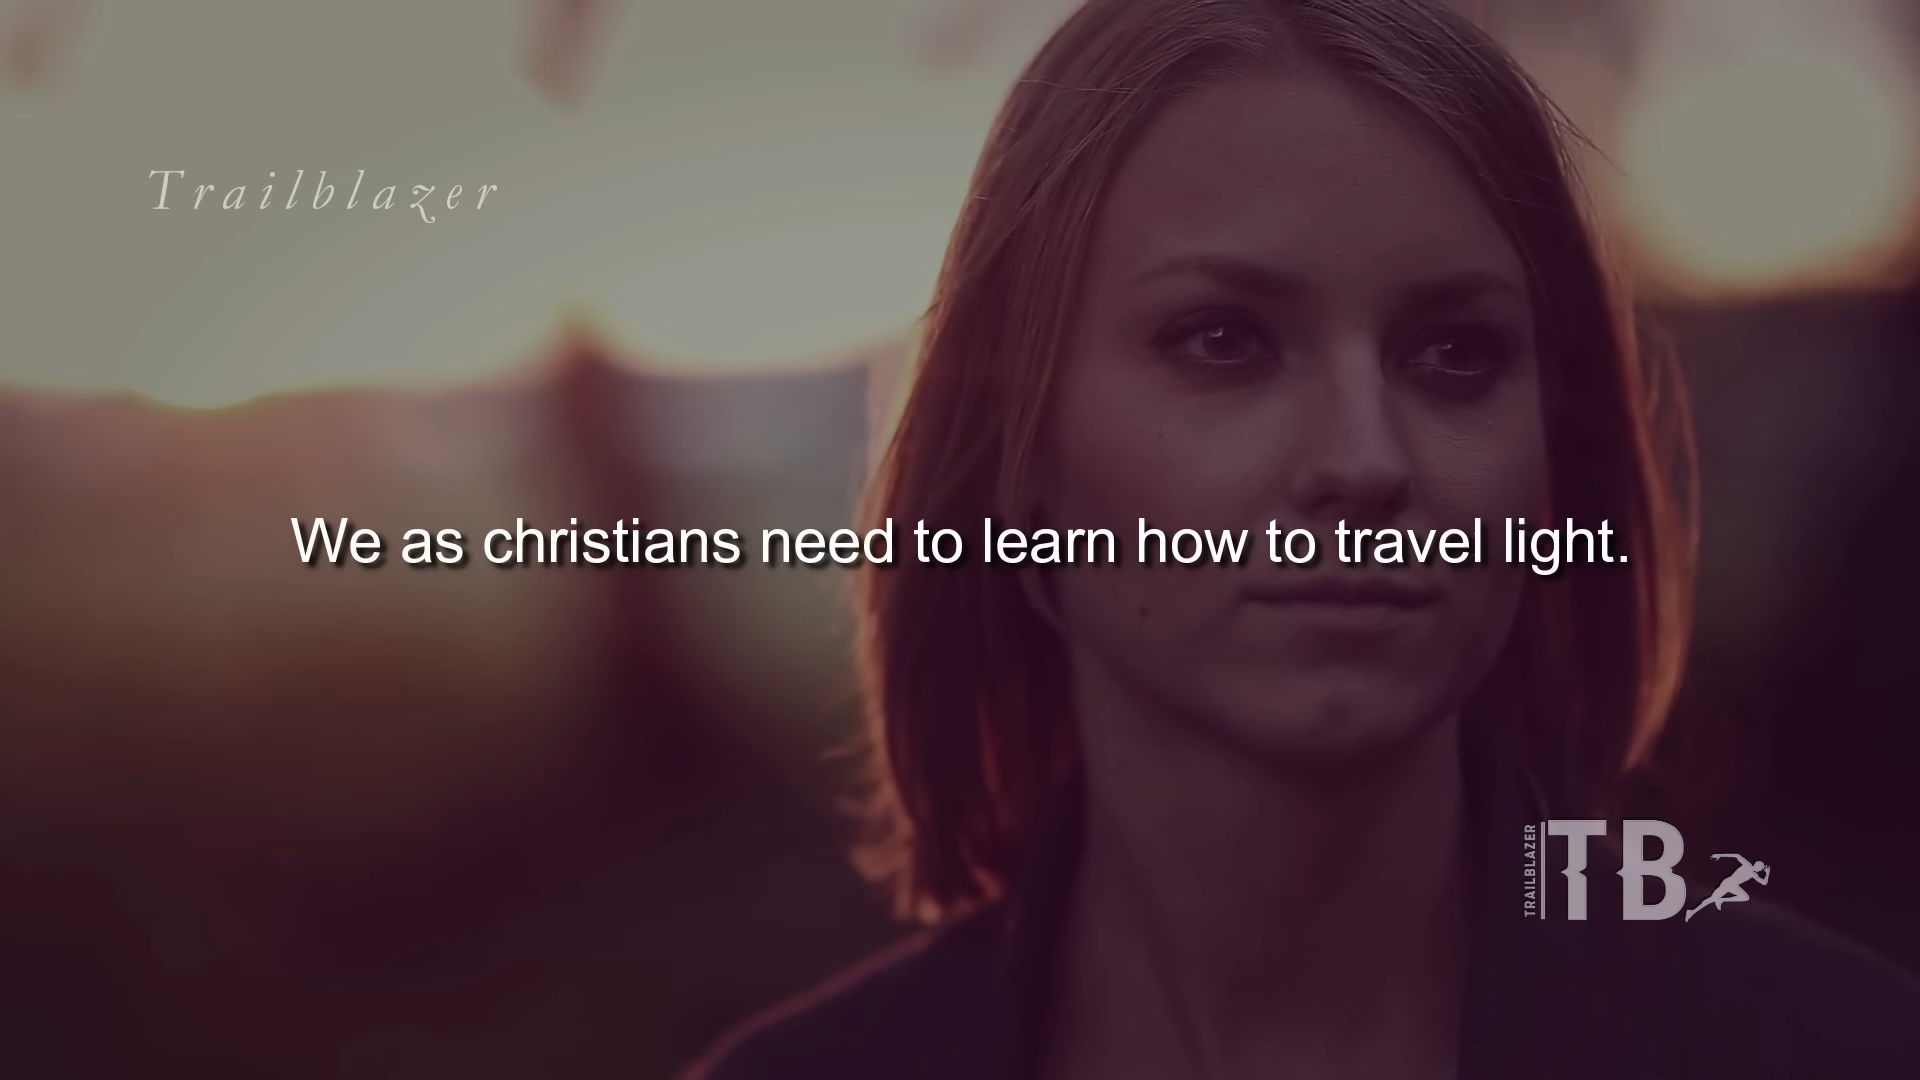 Trailblazer
We as christians need to learn how to travel light.
TRAILBLAZER
TB